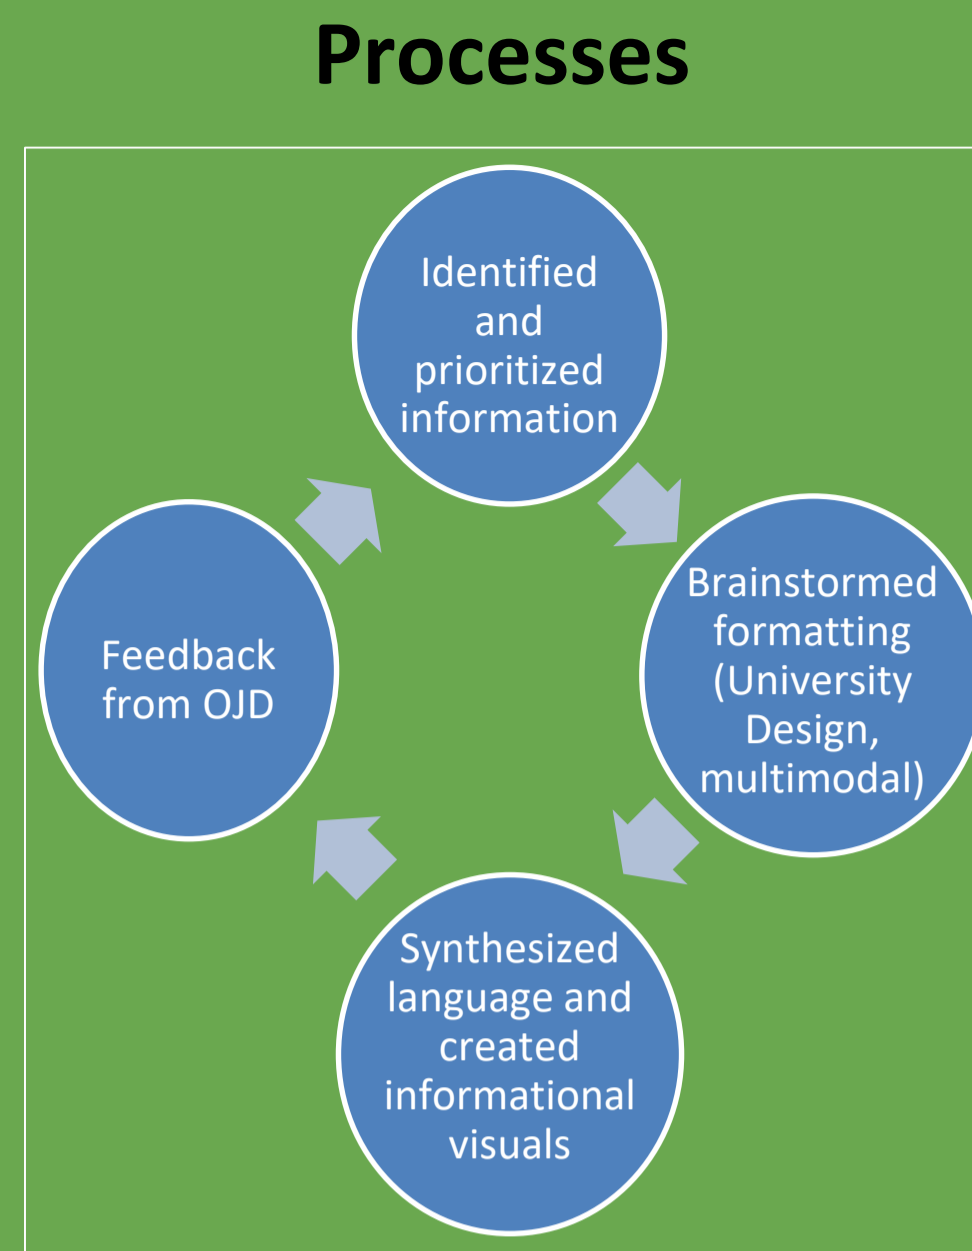 Processes
Identified
and
prioritized
information
Brainstormed
formatting
(University
Design,
multimodal)
Synthesized
language and
created
informational
visuals
Feedback
from OJD